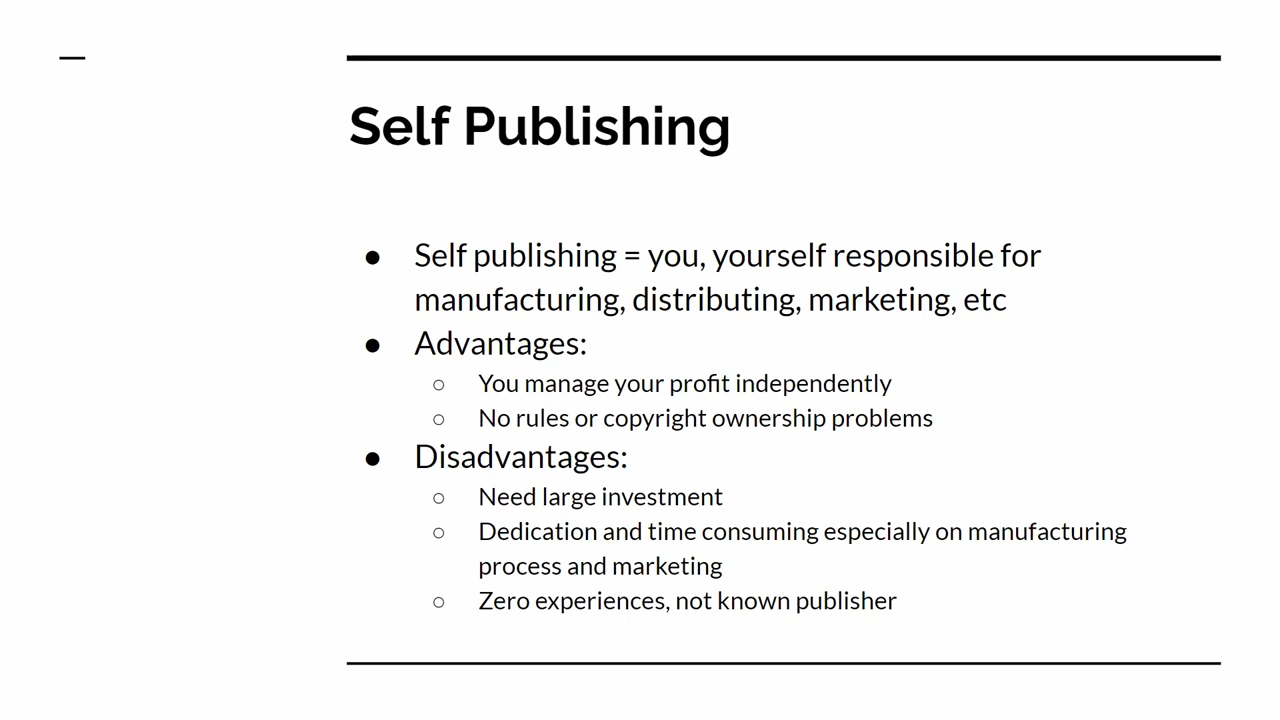 Self Publishing
● Self publishing = you, yourself responsible for
manufacturing, distributing, marketing, etc
● Advantages:
○ You manage your profit independently
○ No rules or copyright ownership problems
● Disadvantages:
○ Need large investment
○ Dedication and time consuming especially on manufacturing
process and marketing
○ Zero experiences, not known publisher